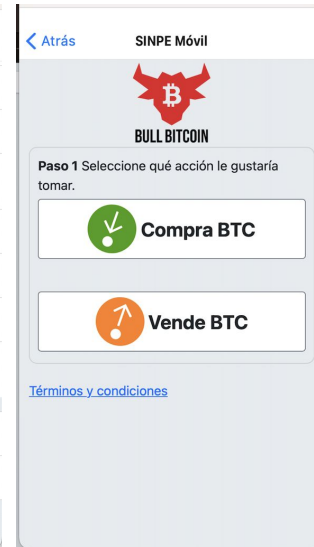 Atrás
SINPE Móvil
BULL BITCOIN
Paso 1 Seleccione qué acción le gustaría
tomar.
Compra BTC
Vende BTC
Términos y condiciones